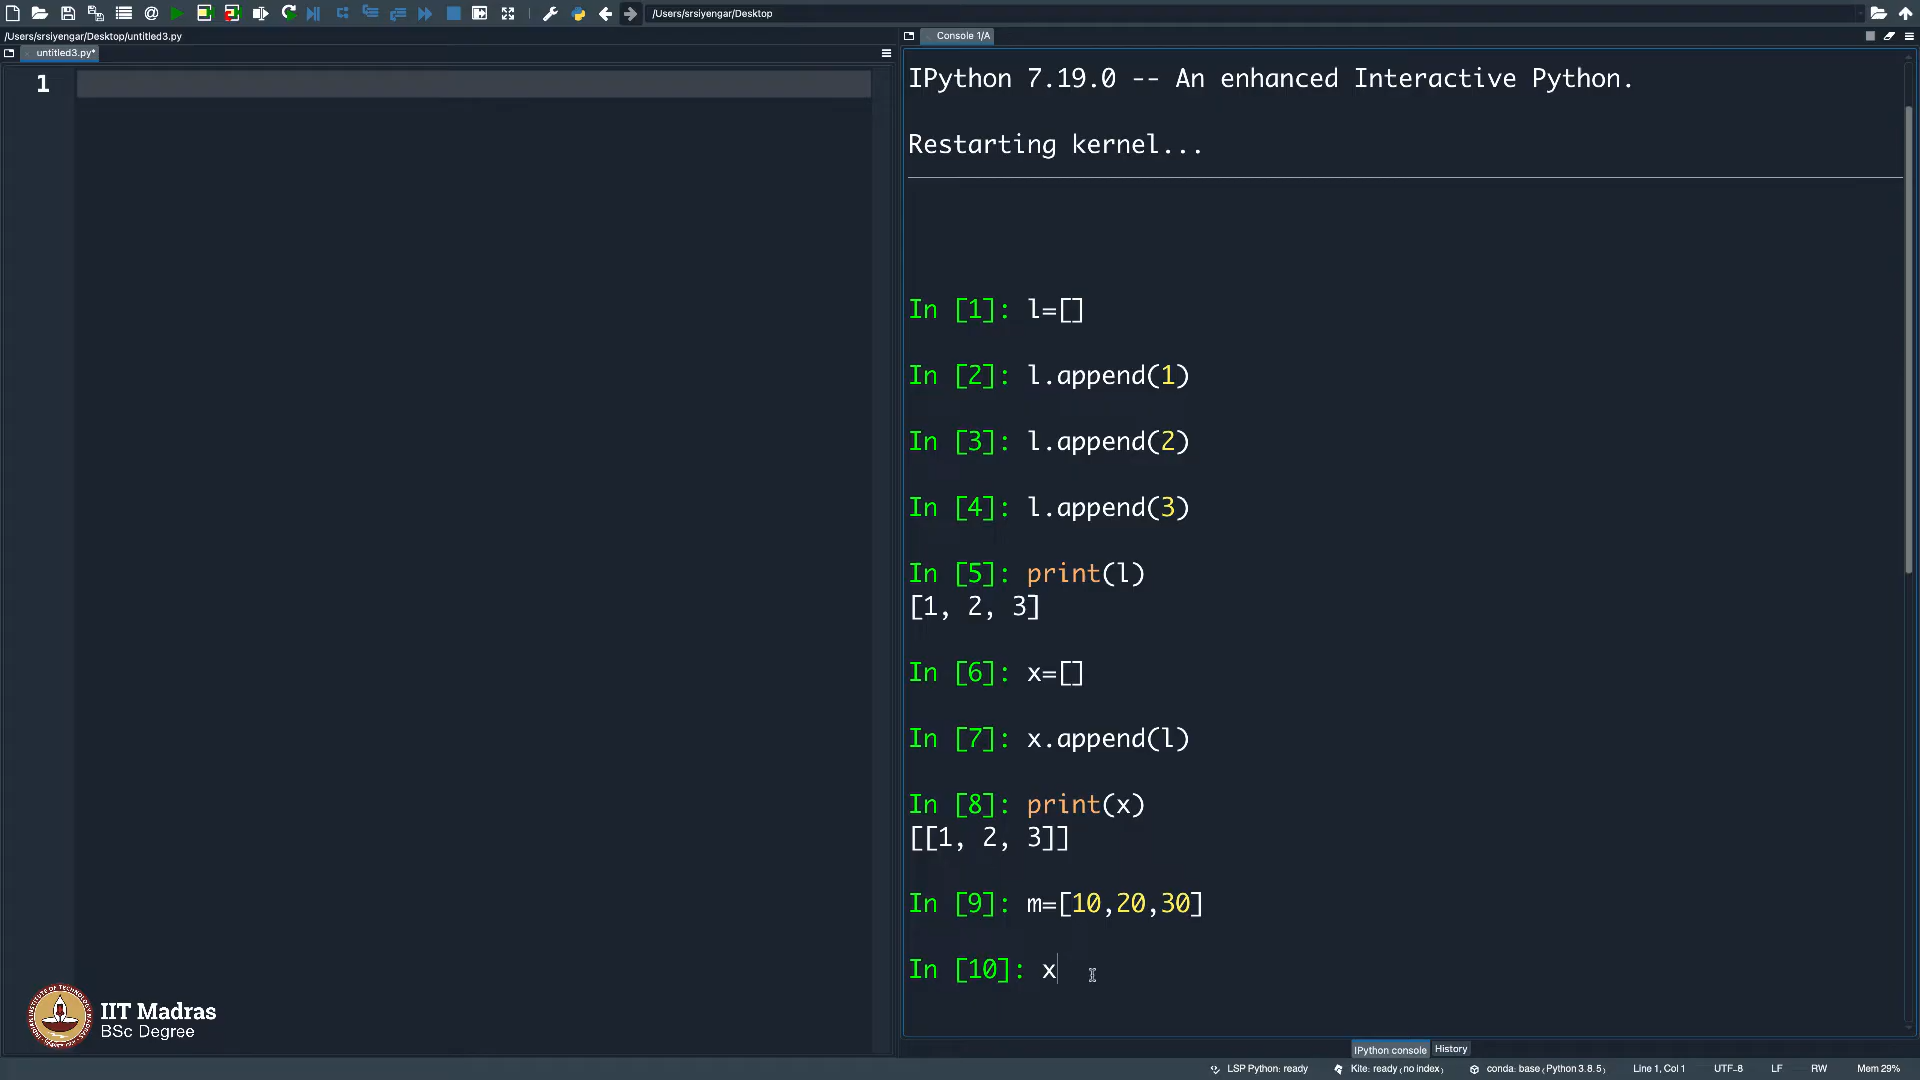 /Users/srsiyengar/Desktop
/Users/srsiyengar/Desktop/untitled3.py
untitled3.py*
1
Console 1/A
IPython 7.19.0 -- An enhanced Interactive Python.
Restarting kernel...
In [1]: l=[]
In [2]: l.append(1)
In [3]: l.append(2)
In [4]: l.append(3)
In [5]: print(l)
[1, 2, 3]
In [6]: x=[]
In [7]: x.append(l)
In [8]: print(x)
[[1, 2, 3]]
In [9]: m=[10,20,30]
In [10]: x
IIT Madras
BSc Degree
IPython console
History
LSP Python: ready
Kite: ready (no index)
conda: base (Python 3.8.5)
Line 1, Col 1
UTF-8
LF
RW
Mem 29%